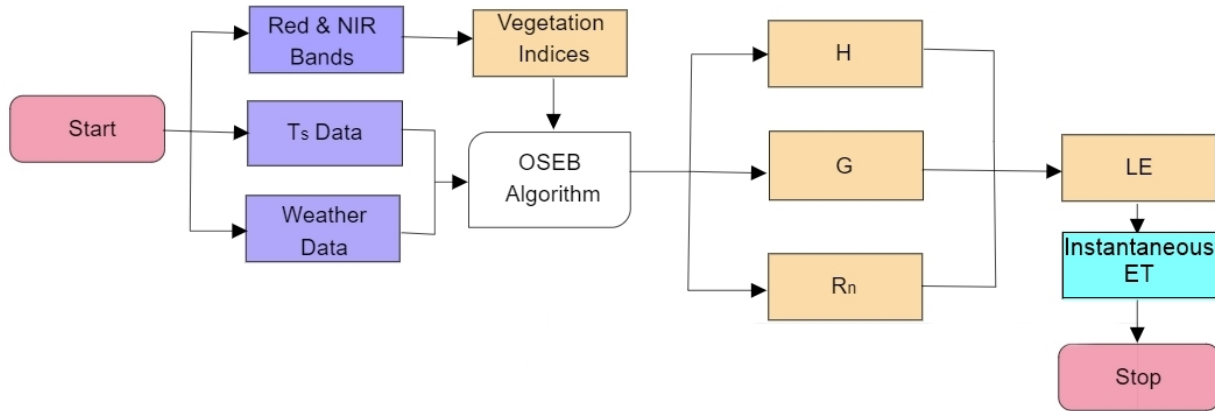 Start
Red & NIR
Bands
Vegetation
Indices
Ts Data
Weather
Data
OSEB
Algorithm
H
G
Rn
LE
Instantaneous
ET
Stop